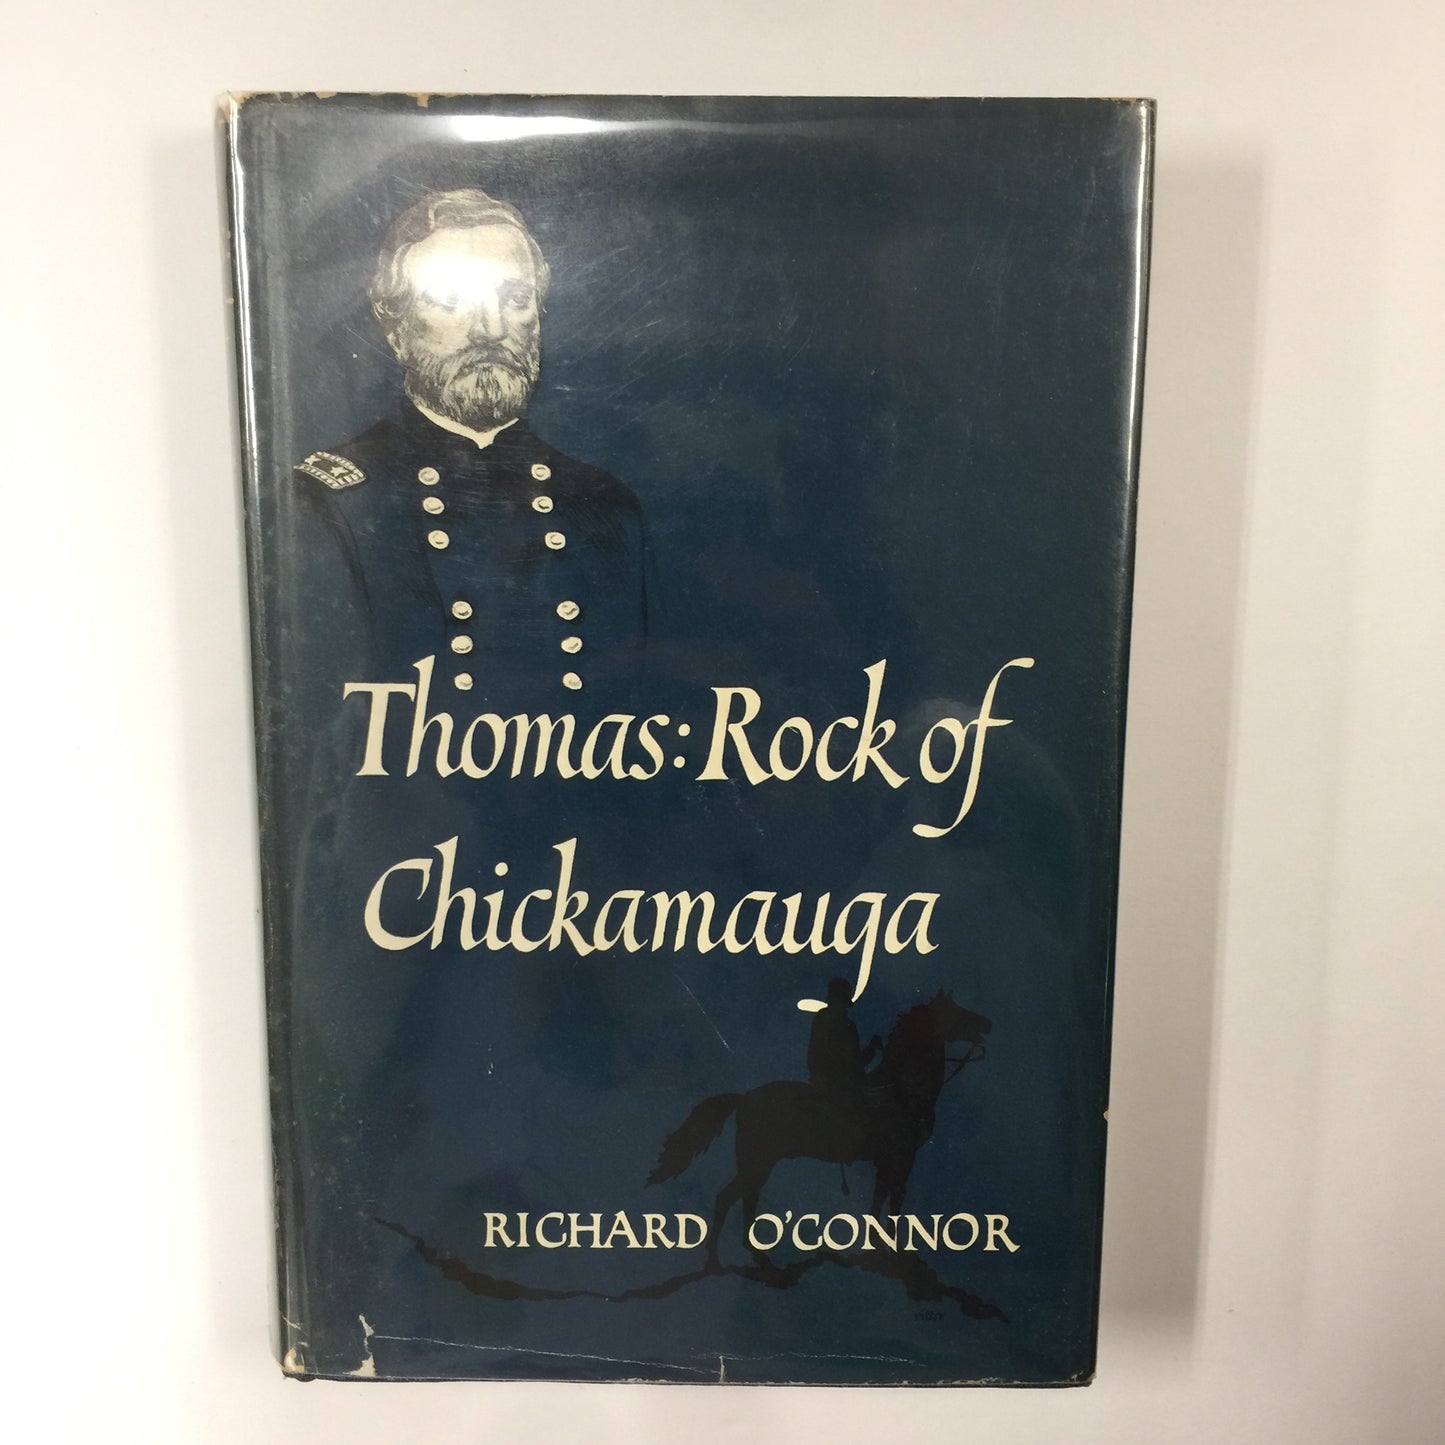 Thomas: Rock of
Chickamauga
RICHARD O'CONNOR